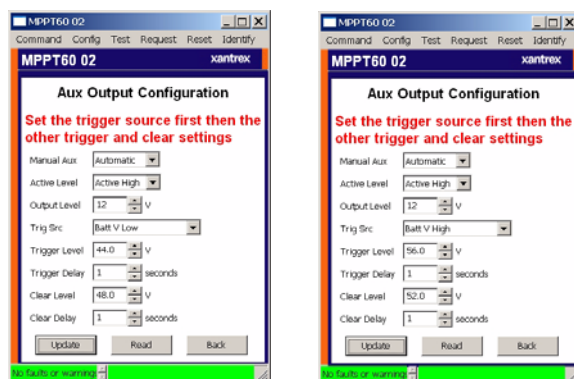 MPPT60 02
Command Config Test Request Reset Identify
MPPT60 02 xantrex
Aux Output Configuration
Set the trigger source first then the
other trigger and clear settings
Manual Aux Automatic
Active Level Active High
Output Level 12 V
Trig Src Batt V Low
Trigger Level 44.0 V
Trigger Delay 1 seconds
Clear Level 48.0 V
Clear Delay 1 seconds
Update Read Back
No faults or warnings
MPPT60 02
Command Config Test Request Reset Identify
MPPT60 02 xantrex
Aux Output Configuration
Set the trigger source first then the
other trigger and clear settings
Manual Aux Automatic
Active Level Active High
Output Level 12 V
Trig Src Batt V High
Trigger Level 56.0 V
Trigger Delay 1 seconds
Clear Level 52.0 V
Clear Delay 1 seconds
Update Read Back
No faults or warnings